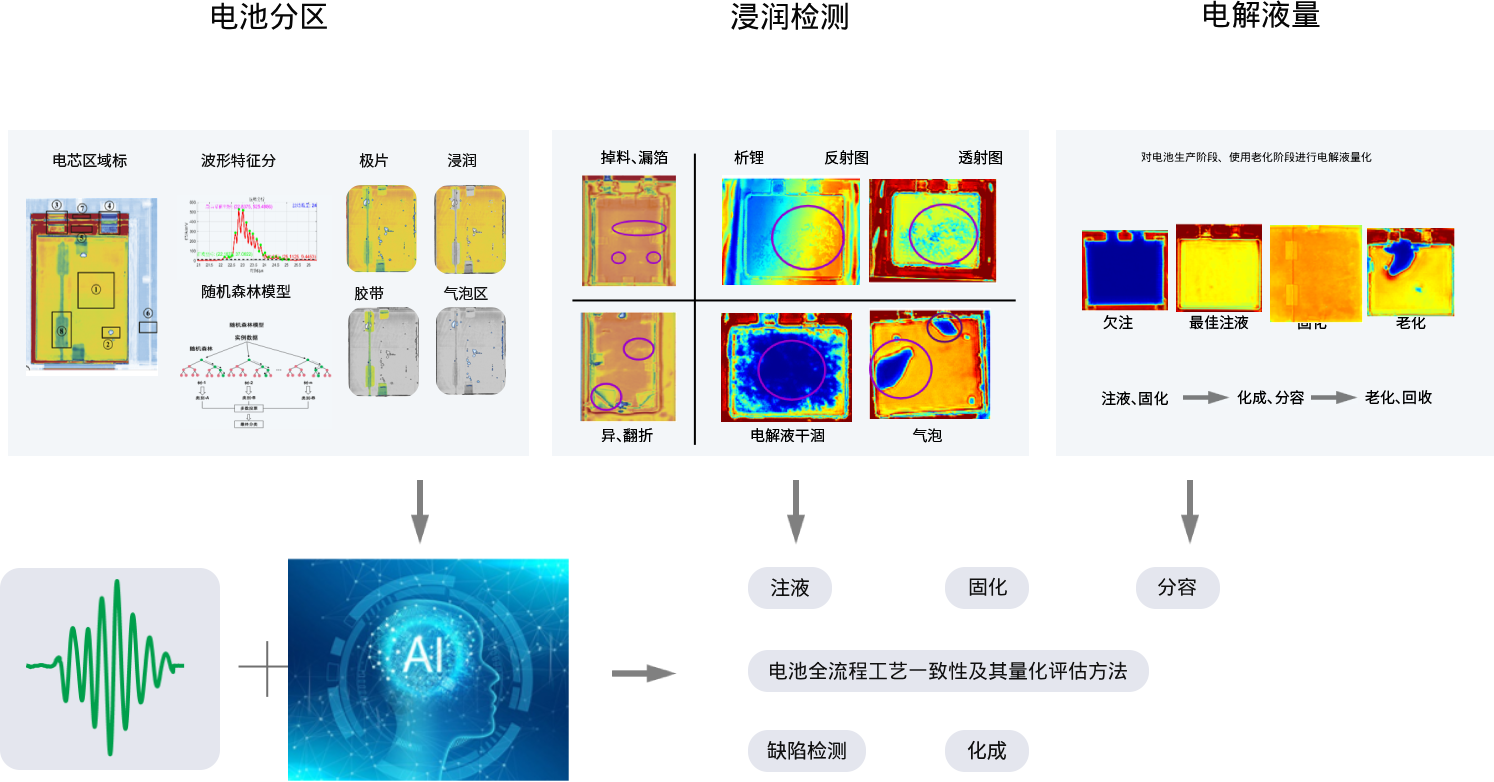 电池分区
浸润检测
电解液量
电芯区域标
波形特征分
极片
浸润
③
⑦
④
⑤
①
⑥
⑧
②
随机森林模型
胶带
气泡区
随机森林模型
实例数据
随机森林
树-1
树-2
树-n
类别-A
类别-B
类别-B
多数投票
最终分类
掉料、漏箔
析锂
反射图
透射图
异、翻折
电解液干涸
气泡
对电池生产阶段、使用老化阶段进行电解液量化
欠注
最佳注液
固化
老化
注液、固化
化成、分容
老化、回收
AI
注液
固化
分容
电池全流程工艺一致性及其量化评估方法
缺陷检测
化成